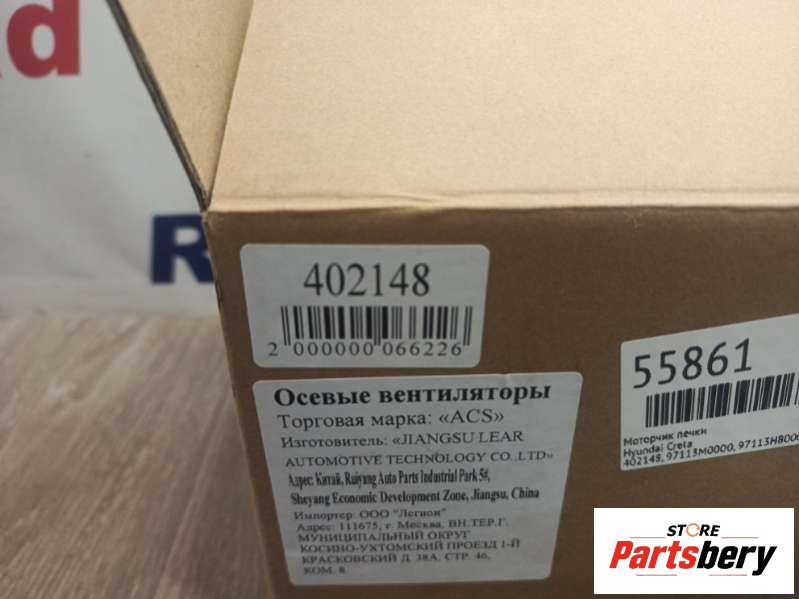 d
R
402148
2 000000 066226
55861
Моторчик печки
Hyundai Creta
402148, 97113M0000, 97113H8000
Осевые вентиляторы
Торговая марка: «ACS»
Изготовитель: «JIANGSU LEAR
AUTOMOTIVE TECHNOLOGY CO.,LTD»
Адрес: Китай, Ruiyang Auto Parts Industrial Park 5#,
Sheyang Economic Development Zone, Jiangsu, China
Импортер: ООО "Легион"
Адрес: 111675, г. Москва, ВН.ТЕР.Г.
МУНИЦИПАЛЬНЫЙ ОКРУГ
КОСИНО-УХТОМСКИЙ ПРОЕЗД 1-Й
КРАСКОВСКИЙ Д. 38А, СТР. 46,
КОМ. 8.
STORE
Partsbery